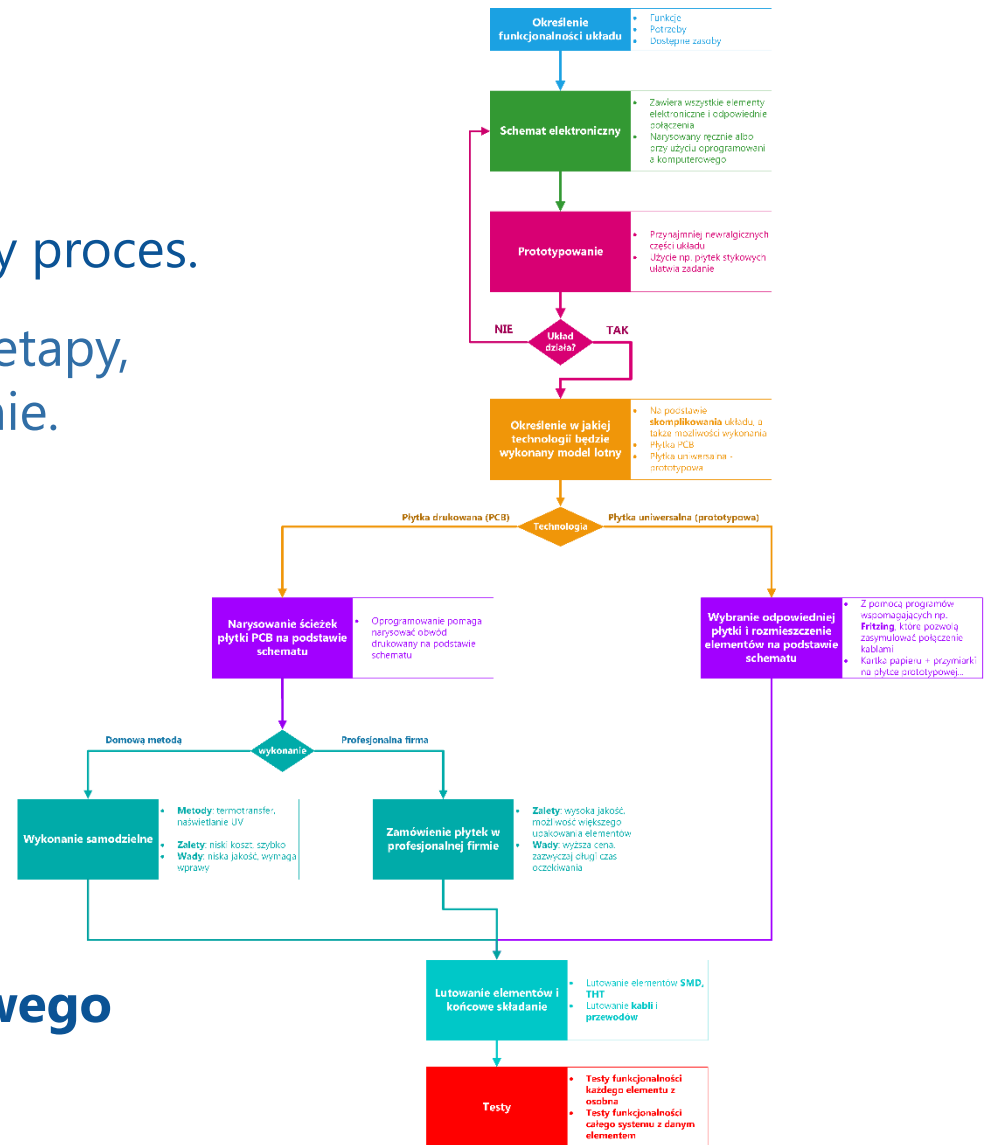 Określenie
funkcjonalności układu
Funkcje
Potrzeby
Dostępne zasoby
Schemat elektroniczny
Zawiera wszystkie elementy
elektroniczne i odpowiednie
połączenia
Narysowany ręcznie albo
przy użyciu oprogramowani
a komputerowego
y proces.
Prototypowanie
Przynajmniej newralgicznych
części układu
Użycie np. płytek stykowych
ułatwia zadanie
etapy,
nie.
NIE
Układ
działa?
TAK
Określenie w jakiej
technologii będzie
wykonany model lotny
Na podstawie
skomplikowania układu, a
także możliwości wykonania
Płytka PCB
Płytka uniwersalna -
prototypowa
Płytka drukowana (PCB)
Technologia
Płytka uniwersalna (prototypowa)
Narysowanie ścieżek
płytki PCB na podstawie
schematu
Oprogramowanie pomaga
narysować obwód
drukowany na podstawie
schematu
Wybranie odpowiedniej
płytki i rozmieszczenie
elementów na podstawie
schematu
Z pomocą programów
wspomagających np.
Fritzing, które pozwolą
zasymulować połączenie
kablami
Kartka papieru + przymiarki
na płytce prototypowej...
Domową metodą
wykonanie
Profesjonalna firma
Wykonanie samodzielne
Metody: termotransfer,
naświetlanie UV
Zalety: niski koszt, szybko
Wady: niska jakość, wymaga
wprawy
Zamówienie płytek w
profesjonalnej firmie
Zalety: wysoka jakość,
możliwość większego
upakowania elementów
Wady: wyższa cena,
zazwyczaj długi czas
oczekiwania
wego
Lutowanie elementów i
końcowe składanie
Lutowanie elementów SMD,
THT
Lutowanie kabli i
przewodów
Testy
Testy funkcjonalności
każdego elementu z
osobna
Testy funkcjonalności
całego systemu z danym
elementem